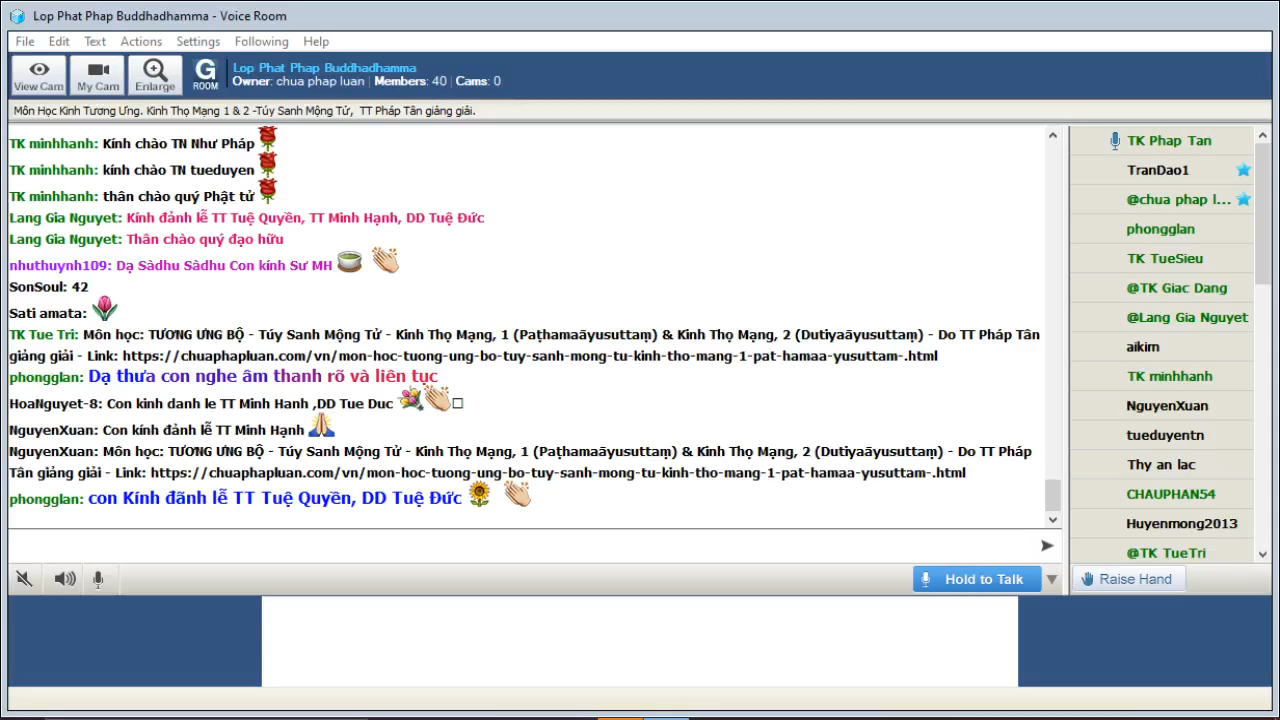 Lop Phat Phap Buddhadhamma - Voice Room
File Edit Text Actions Settings Following Help
View Cam My Cam Enlarge G ROOM
Lop Phat Phap Buddhadhamma
Owner: chua phap luan | Members: 40 | Cams: 0
Môn Học Kinh Tương Ưng. Kinh Thọ Mạng 1 & 2 -Túy Sanh Mộng Tử, TT Pháp Tân giảng giải.
TK minhhanh: Kính chào TN Như Pháp
TK minhhanh: kính chào TN tueduyen
TK minhhanh: thân chào quý Phật tử
Lang Gia Nguyet: Kính đảnh lễ TT Tuệ Quyền, TT Minh Hạnh, DD Tuệ Đức
Lang Gia Nguyet: Thân chào quý đạo hữu
nhuthuynh109: Dạ Sàdhu Sàdhu Con kính Sư MH
SonSoul: 42
Sati amata:
TK Tue Tri: Môn học: TƯƠNG ƯNG BỘ - Túy Sanh Mộng Tử - Kinh Thọ Mạng, 1 (Paṭhamaāyusuttaṃ) & Kinh Thọ Mạng, 2 (Dutiyaāyusuttaṃ) - Do TT Pháp Tân
giảng giải - Link: https://chuaphapluan.com/vn/mon-hoc-tuong-ung-bo-tuy-sanh-mong-tu-kinh-tho-mang-1-pat-hamaa-yusuttam-.html
phongglan: Dạ thưa con nghe âm thanh rõ và liên tục
HoaNguyet-8: Con kinh danh le TT Minh Hanh ,DD Tue Duc
NguyenXuan: Con kính đảnh lễ TT Minh Hạnh
NguyenXuan: Môn học: TƯƠNG ƯNG BỘ - Túy Sanh Mộng Tử - Kinh Thọ Mạng, 1 (Paṭhamaāyusuttaṃ) & Kinh Thọ Mạng, 2 (Dutiyaāyusuttaṃ) - Do TT Pháp
Tân giảng giải - Link: https://chuaphapluan.com/vn/mon-hoc-tuong-ung-bo-tuy-sanh-mong-tu-kinh-tho-mang-1-pat-hamaa-yusuttam-.html
phongglan: con Kính đãnh lễ TT Tuệ Quyền, DD Tuệ Đức
Hold to Talk
TK Phap Tan
TranDao1
@chua phap l...
phongglan
TK TueSieu
@TK Giac Dang
@Lang Gia Nguyet
aikim
TK minhhanh
NguyenXuan
tueduyentn
Thy an lac
CHAUPHAN54
Huyenmong2013
@TK TueTri
Raise Hand